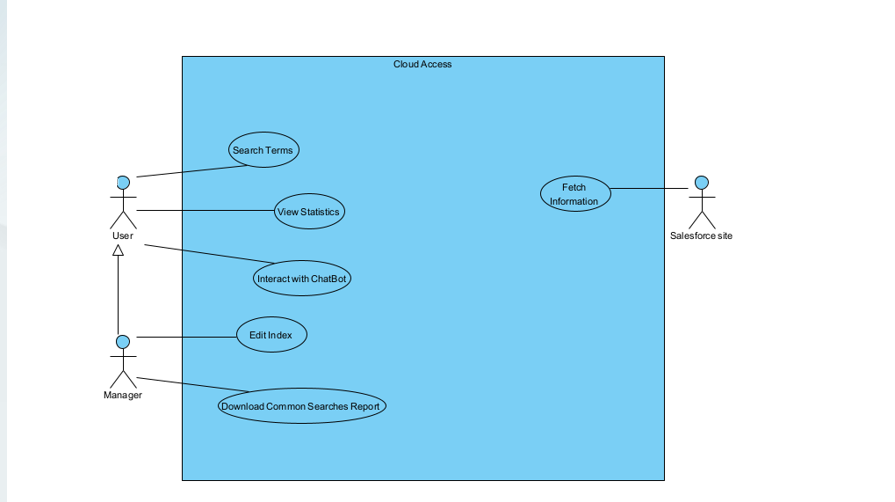 Cloud Access
Search Terms
View Statistics
Interact with ChatBot
Edit Index
Download Common Searches Report
Fetch
Information
User
Manager
Salesforce site